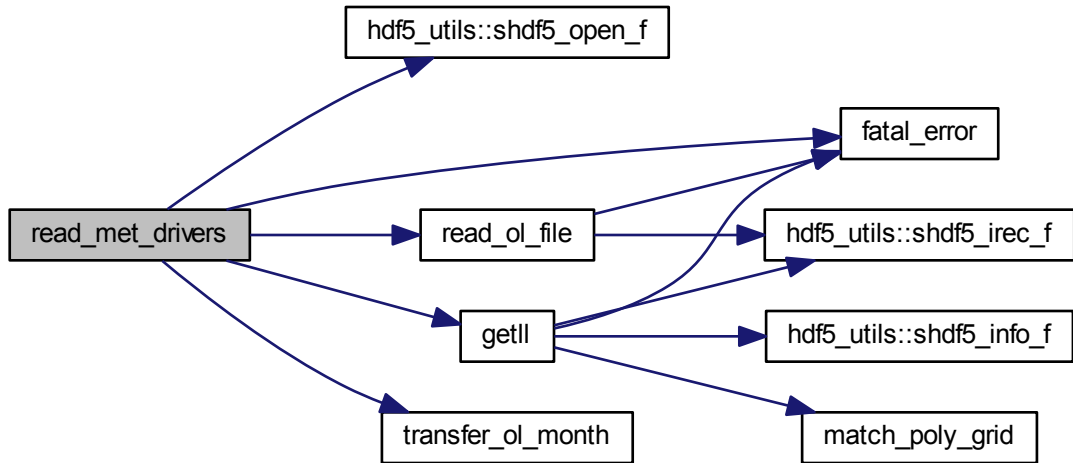 hdf5_utils::shdf5_open_f
fatal_error
read_met_drivers
read_ol_file
hdf5_utils::shdf5_irec_f
getll
hdf5_utils::shdf5_info_f
transfer_ol_month
match_poly_grid